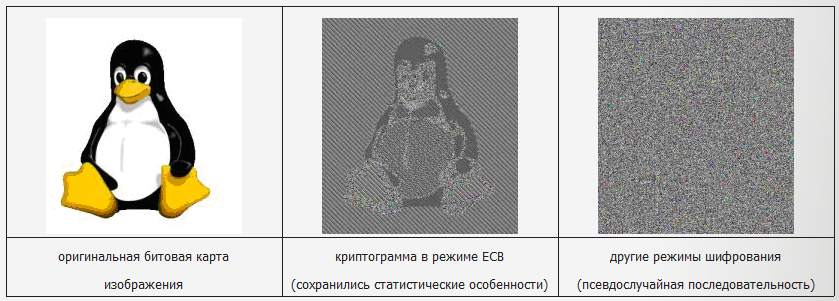 оригинальная битовая карта
изображения
криптограмма в режиме ECB
(сохранились статистические особенности)
другие режимы шифрования
(псевдослучайная последовательность)